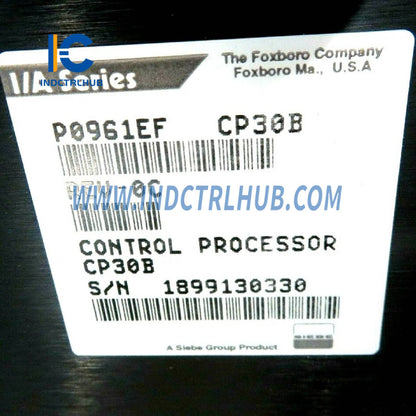 INDCTRLHUB
I/A Series
The Foxboro Company
Foxboro Ma., U.S.A
P0961EF CP30B
WWW.INDCTRLHUB.COM
CONTROL PROCESSOR
CP30B
S/N 1899130330
A Siebe Group Product